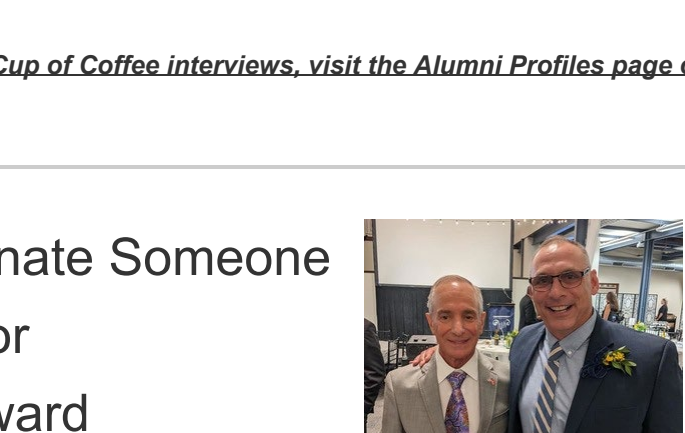 Cup of Coffee interviews, visit the Alumni Profiles page
nate Someone
or
ward